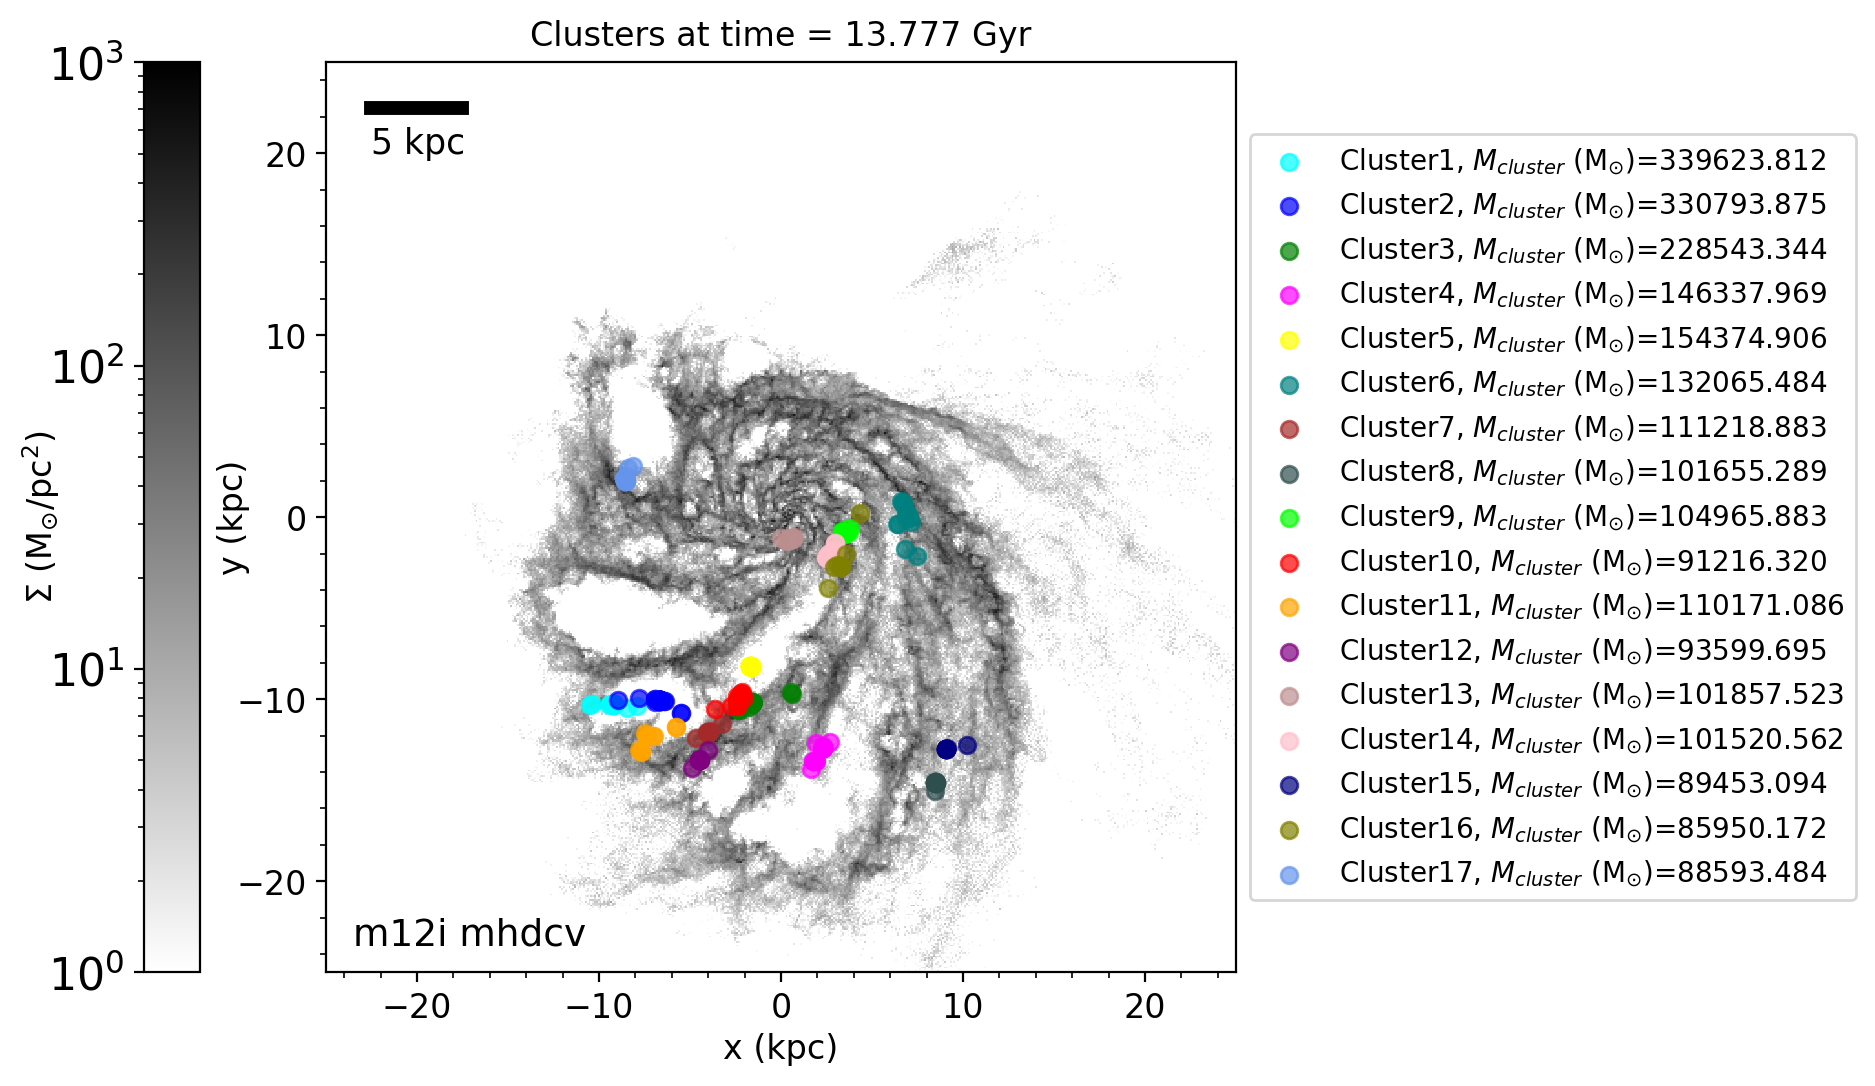 Clusters at time = 13.777 Gyr
10³
10²
10¹
10⁰
Σ (M⊙/pc²)
5 kpc
20
10
0
−10
−20
y (kpc)
m12i mhdcv
−20 −10 0 10 20
x (kpc)
Cluster1, M_cluster (M⊙)=339623.812
Cluster2, M_cluster (M⊙)=330793.875
Cluster3, M_cluster (M⊙)=228543.344
Cluster4, M_cluster (M⊙)=146337.969
Cluster5, M_cluster (M⊙)=154374.906
Cluster6, M_cluster (M⊙)=132065.484
Cluster7, M_cluster (M⊙)=111218.883
Cluster8, M_cluster (M⊙)=101655.289
Cluster9, M_cluster (M⊙)=104965.883
Cluster10, M_cluster (M⊙)=91216.320
Cluster11, M_cluster (M⊙)=110171.086
Cluster12, M_cluster (M⊙)=93599.695
Cluster13, M_cluster (M⊙)=101857.523
Cluster14, M_cluster (M⊙)=101520.562
Cluster15, M_cluster (M⊙)=89453.094
Cluster16, M_cluster (M⊙)=85950.172
Cluster17, M_cluster (M⊙)=88593.484